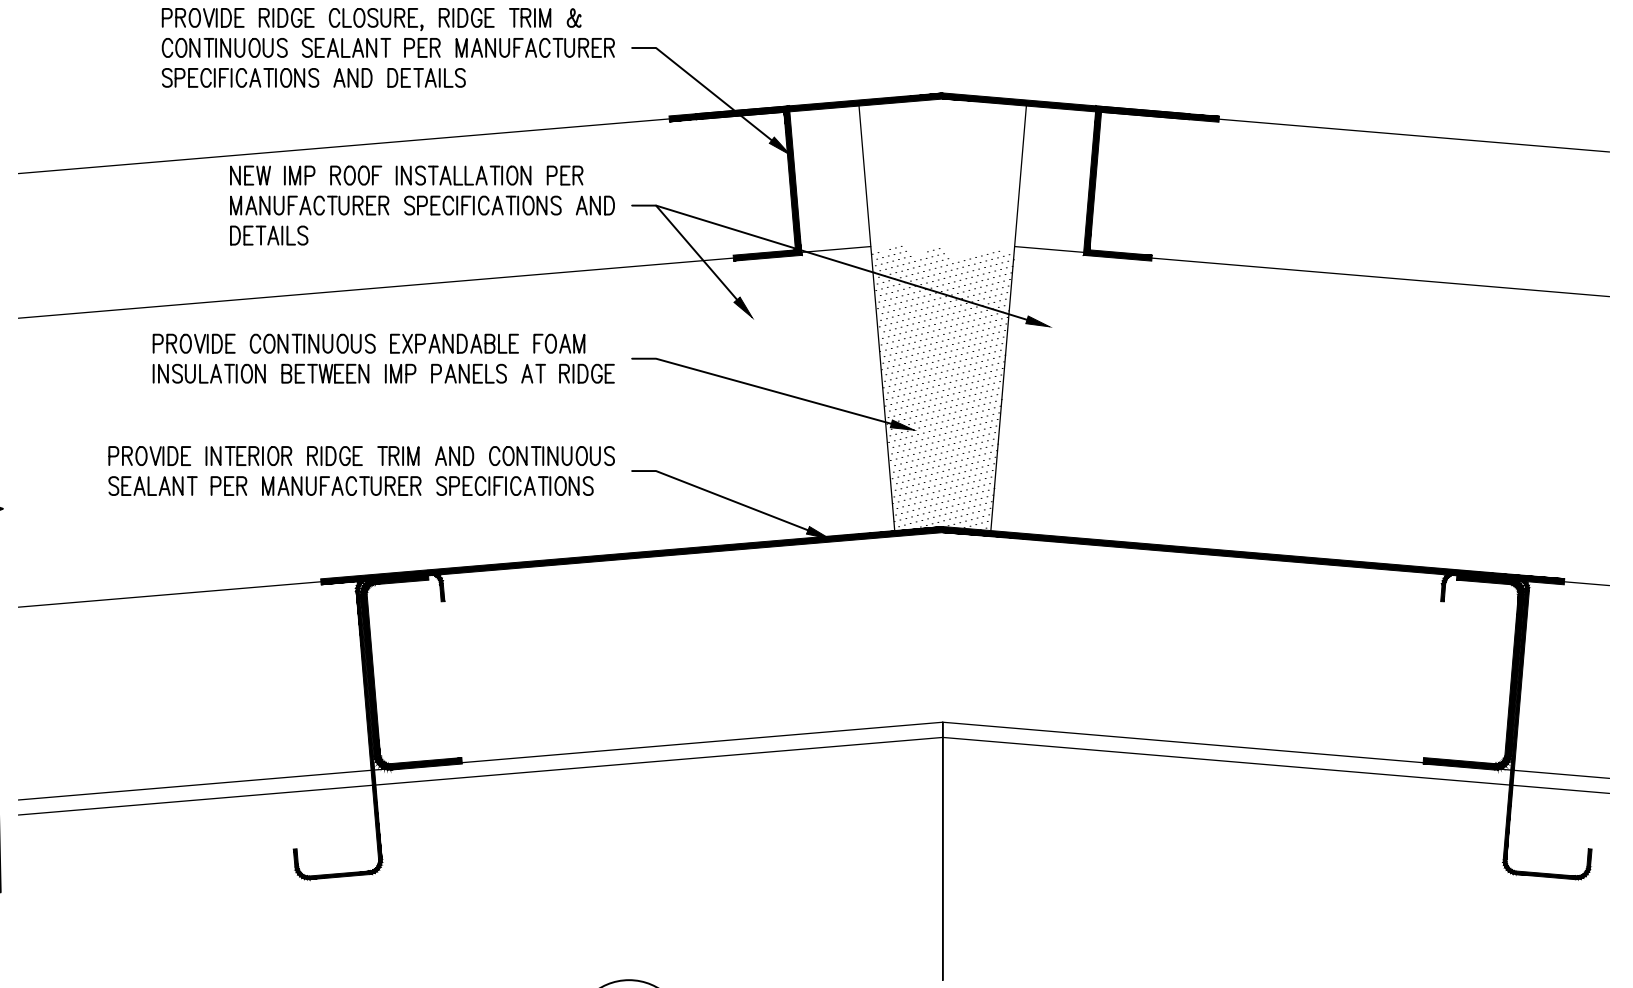 PROVIDE RIDGE CLOSURE, RIDGE TRIM &
CONTINUOUS SEALANT PER MANUFACTURER
SPECIFICATIONS AND DETAILS
NEW IMP ROOF INSTALLATION PER
MANUFACTURER SPECIFICATIONS AND
DETAILS
PROVIDE CONTINUOUS EXPANDABLE FOAM
INSULATION BETWEEN IMP PANELS AT RIDGE
PROVIDE INTERIOR RIDGE TRIM AND CONTINUOUS
SEALANT PER MANUFACTURER SPECIFICATIONS